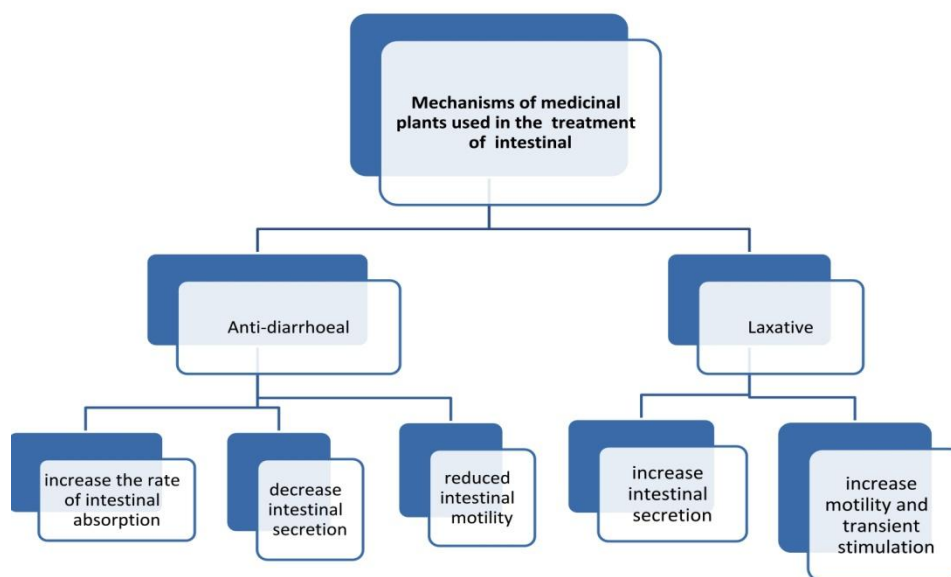 Mechanisms of medicinal
plants used in the treatment
of intestinal
Anti-diarrhoeal
Laxative
increase the rate
of intestinal
absorption
decrease
intestinal
secretion
reduced
intestinal
motility
increase
intestinal
secretion
increase
motility and
transient
stimulation